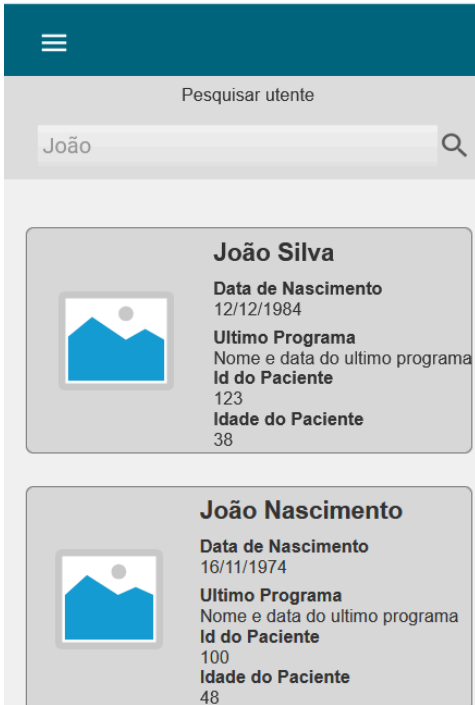 Pesquisar utente
João
João Silva
Data de Nascimento
12/12/1984
Ultimo Programa
Nome e data do ultimo programa
Id do Paciente
123
Idade do Paciente
38
João Nascimento
Data de Nascimento
16/11/1974
Ultimo Programa
Nome e data do ultimo programa
Id do Paciente
100
Idade do Paciente
48